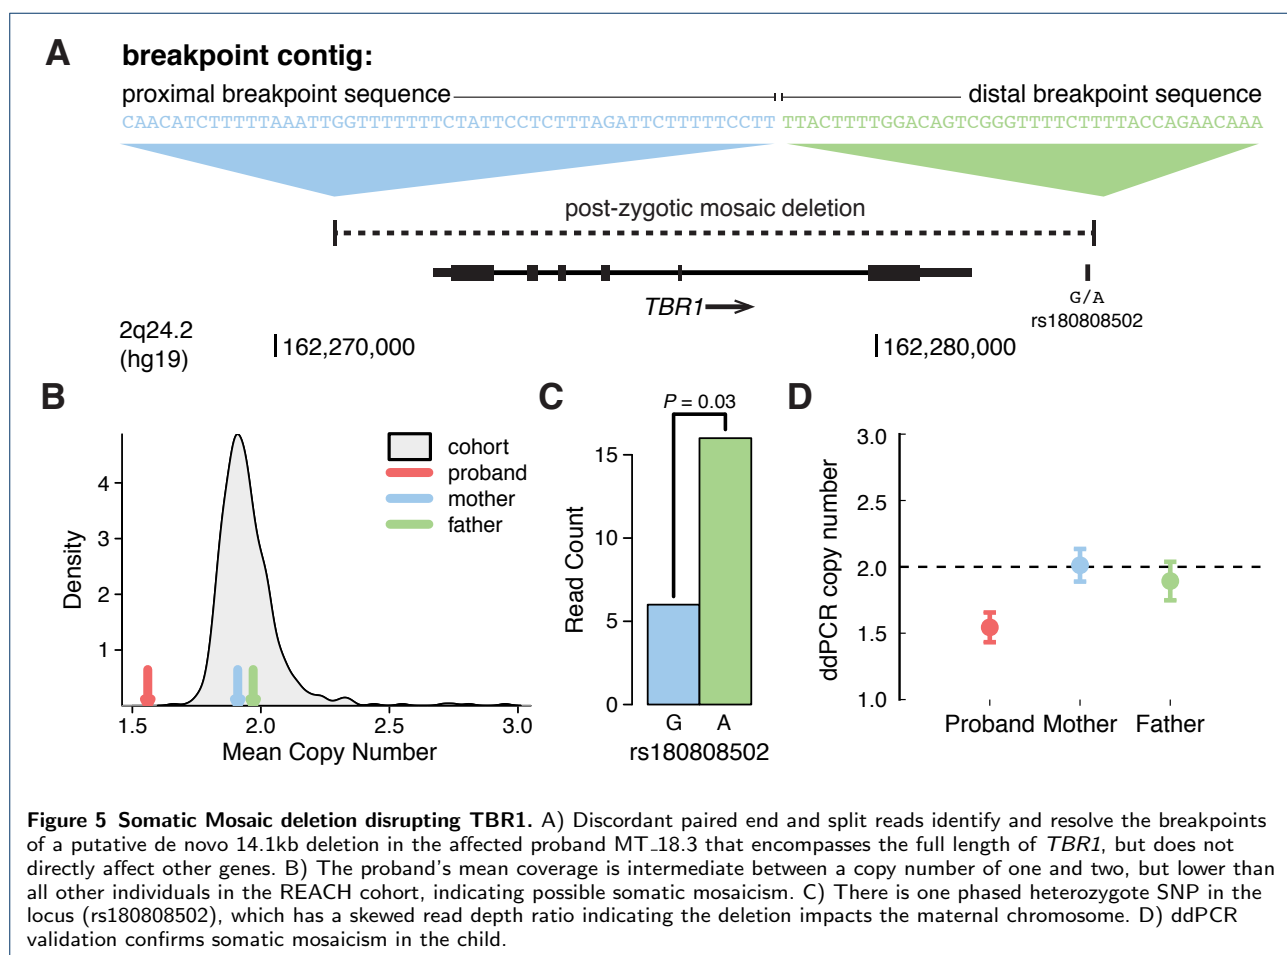 A
breakpoint contig:
proximal breakpoint sequence
distal breakpoint sequence
CAACATCTTTTTAAATTGGTTTTTTTCTATTCCTCTTTAGATTCTTTTTCCTT TTACTTTTGGACAGTCGGGTTTTCTTTTACCAGAACAAA
post-zygotic mosaic deletion
TBR1
G/A
rs180808502
2q24.2
(hg19)
162,270,000
162,280,000
B
Density
4
3
2
1
1.5 2.0 2.5 3.0
Mean Copy Number
cohort
proband
mother
father
C
P = 0.03
Read Count
15
10
5
0
G A
rs180808502
D
ddPCR copy number
3.0
2.5
2.0
1.5
1.0
Proband Mother Father
Figure 5 Somatic Mosaic deletion disrupting TBR1. A) Discordant paired end and split reads identify and resolve the breakpoints
of a putative de novo 14.1kb deletion in the affected proband MT_18.3 that encompasses the full length of TBR1, but does not
directly affect other genes. B) The proband's mean coverage is intermediate between a copy number of one and two, but lower than
all other individuals in the REACH cohort, indicating possible somatic mosaicism. C) There is one phased heterozygote SNP in the
locus (rs180808502), which has a skewed read depth ratio indicating the deletion impacts the maternal chromosome. D) ddPCR
validation confirms somatic mosaicism in the child.